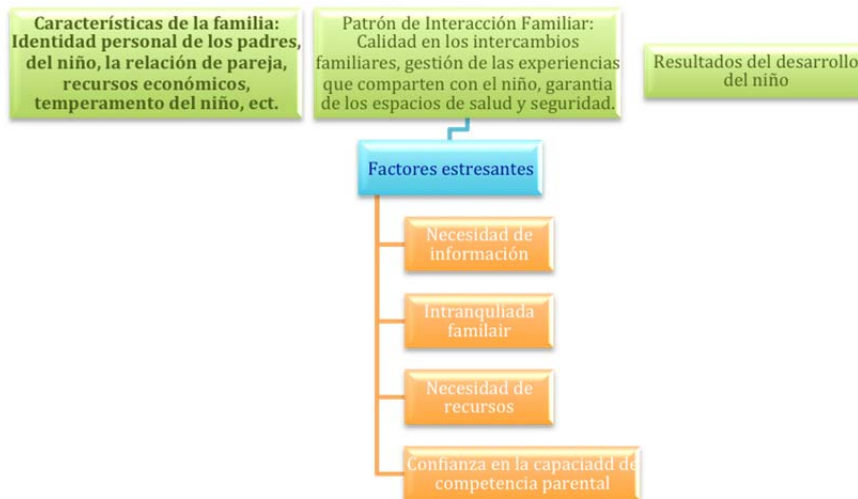 Características de la familia:
Identidad personal de los padres,
del niño, la relación de pareja,
recursos económicos,
temperamento del niño, ect.
Patrón de Interacción Familiar:
Calidad en los intercambios
familiares, gestión de las experiencias
que comparten con el niño, garantia
de los espacios de salud y seguridad.
Resultados del desarrollo
del niño
Factores estresantes
Necesidad de
información
Intranquliada
familair
Necesidad de
recursos
Confianza en la capaciadd de
competencia parental